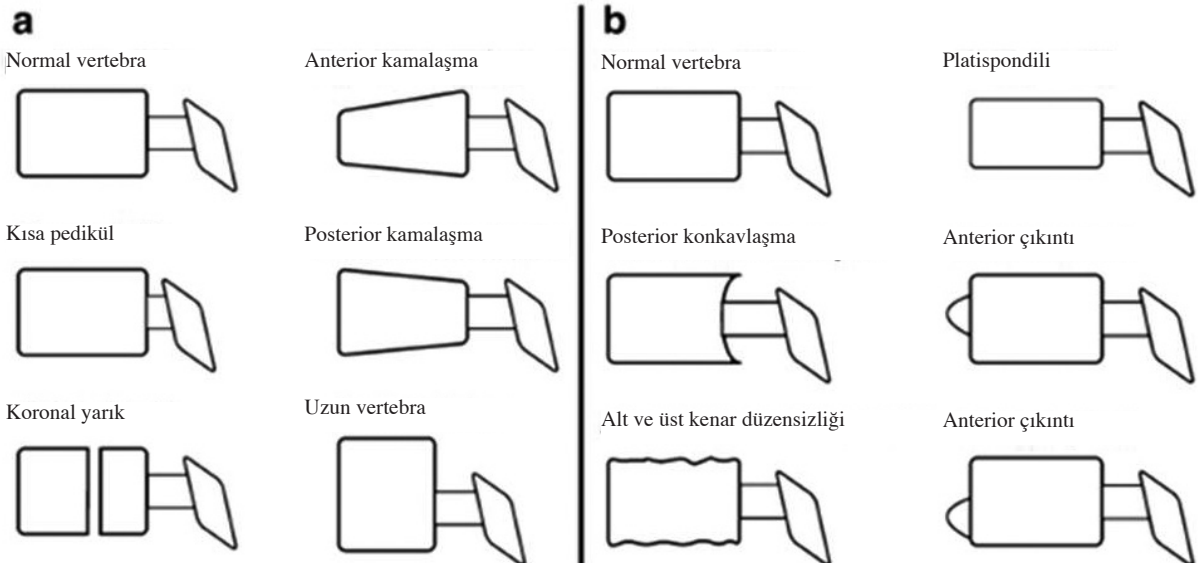 a
Normal vertebra
Anterior kamalaşma
Kısa pedikül
Posterior kamalaşma
Koronal yarık
Uzun vertebra
b
Normal vertebra
Platispondili
Posterior konkavlaşma
Anterior çıkıntı
Alt ve üst kenar düzensizliği
Anterior çıkıntı